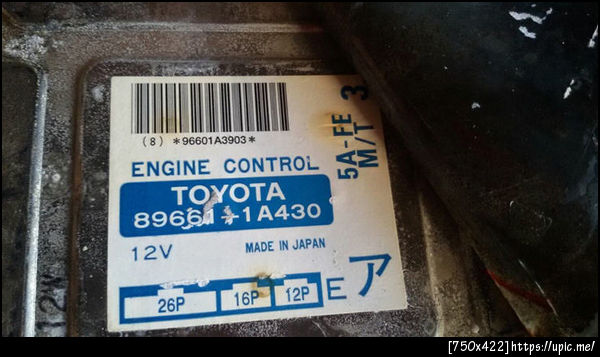 (8) *96601A3903*
ENGINE CONTROL
TOYOTA
89661-1A430
12V
MADE IN JAPAN
26P
16P
12P
E ア
5A-FE 3
M/T
12V
[750x422]https://upic.me/